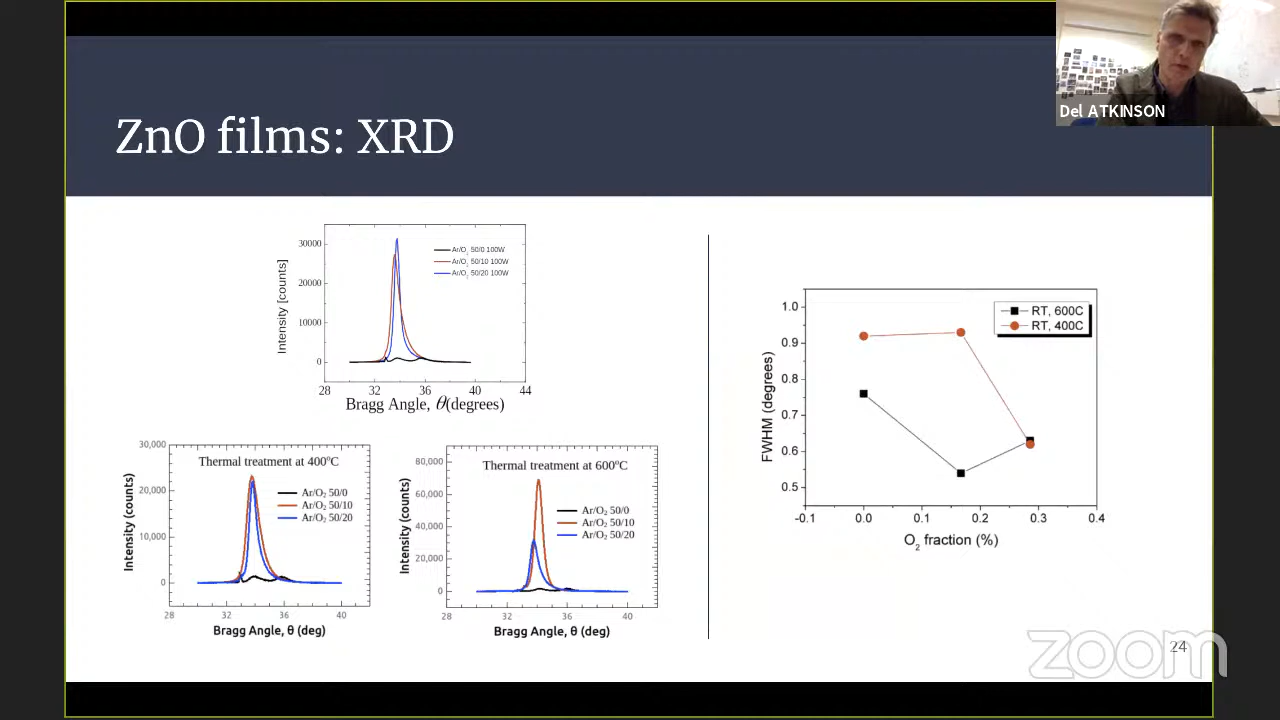 Del ATKINSON
ZnO films: XRD
30000
20000
10000
0
Intensity [counts]
Ar/O2 50/0 100W
Ar/O2 50/10 100W
Ar/O2 50/20 100W
28 32 36 40 44
Bragg Angle, θ(degrees)
30,000
20,000
10,000
0
Intensity (counts)
Thermal treatment at 400°C
Ar/O2 50/0
Ar/O2 50/10
Ar/O2 50/20
28 32 36 40
Bragg Angle, θ (deg)
80,000
60,000
40,000
20,000
0
Intensity (counts)
Thermal treatment at 600°C
Ar/O2 50/0
Ar/O2 50/10
Ar/O2 50/20
28 32 36 40
Bragg Angle, θ (deg)
1.0
0.9
0.8
0.7
0.6
0.5
FWHM (degrees)
RT, 600C
RT, 400C
-0.1 0.0 0.1 0.2 0.3 0.4
O2 fraction (%)
24
zoom